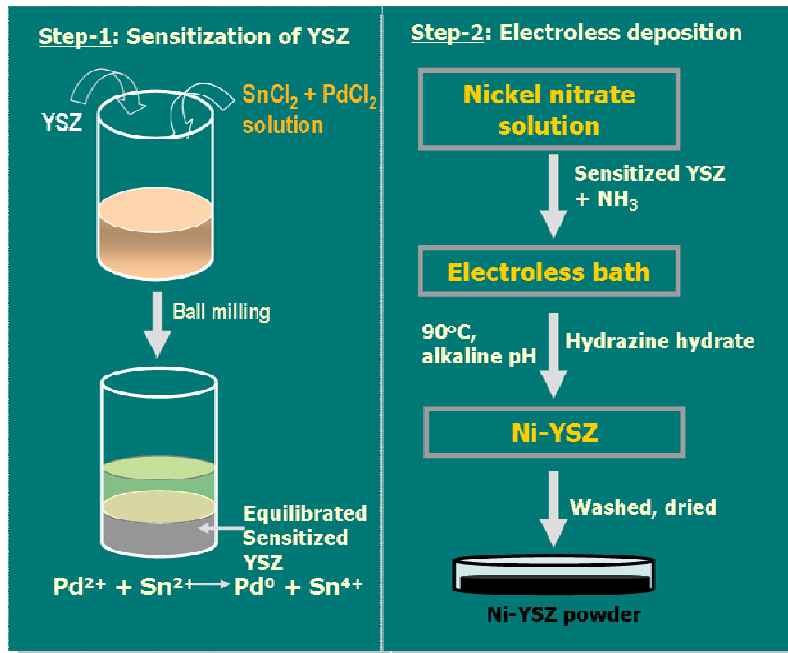 Step-1: Sensitization of YSZ
YSZ
SnCl₂ + PdCl₂
solution
Ball milling
Equilibrated
Sensitized
YSZ
Pd²⁺ + Sn²⁺ → Pd⁰ + Sn⁴⁺
Step-2: Electroless deposition
Nickel nitrate
solution
Sensitized YSZ
+ NH₃
Electroless bath
90°C,
alkaline pH
Hydrazine hydrate
Ni-YSZ
Washed, dried
Ni-YSZ powder